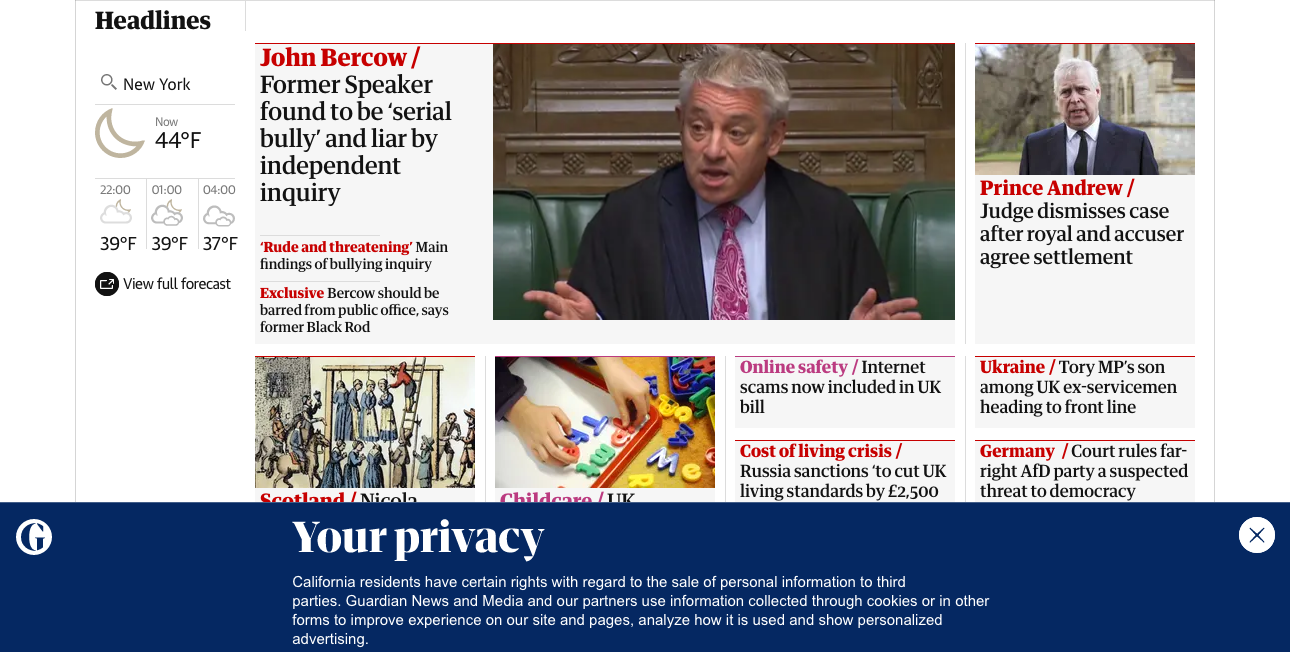 Headlines
New York
Now
44°F
22:00
01:00
04:00
39°F
39°F
37°F
View full forecast
John Bercow /
Former Speaker
found to be ‘serial
bully’ and liar by
independent
inquiry
‘Rude and threatening’ Main
findings of bullying inquiry
Exclusive Bercow should be
barred from public office, says
former Black Rod
Prince Andrew /
Judge dismisses case
after royal and accuser
agree settlement
Scotland / Nicola
Childcare / UK
Online safety / Internet
scams now included in UK
bill
Cost of living crisis /
Russia sanctions ‘to cut UK
living standards by £2,500
Ukraine / Tory MP’s son
among UK ex-servicemen
heading to front line
Germany / Court rules far-
right AfD party a suspected
threat to democracy
G
Your privacy
California residents have certain rights with regard to the sale of personal information to third
parties. Guardian News and Media and our partners use information collected through cookies or in other
forms to improve experience on our site and pages, analyze how it is used and show personalized
advertising.